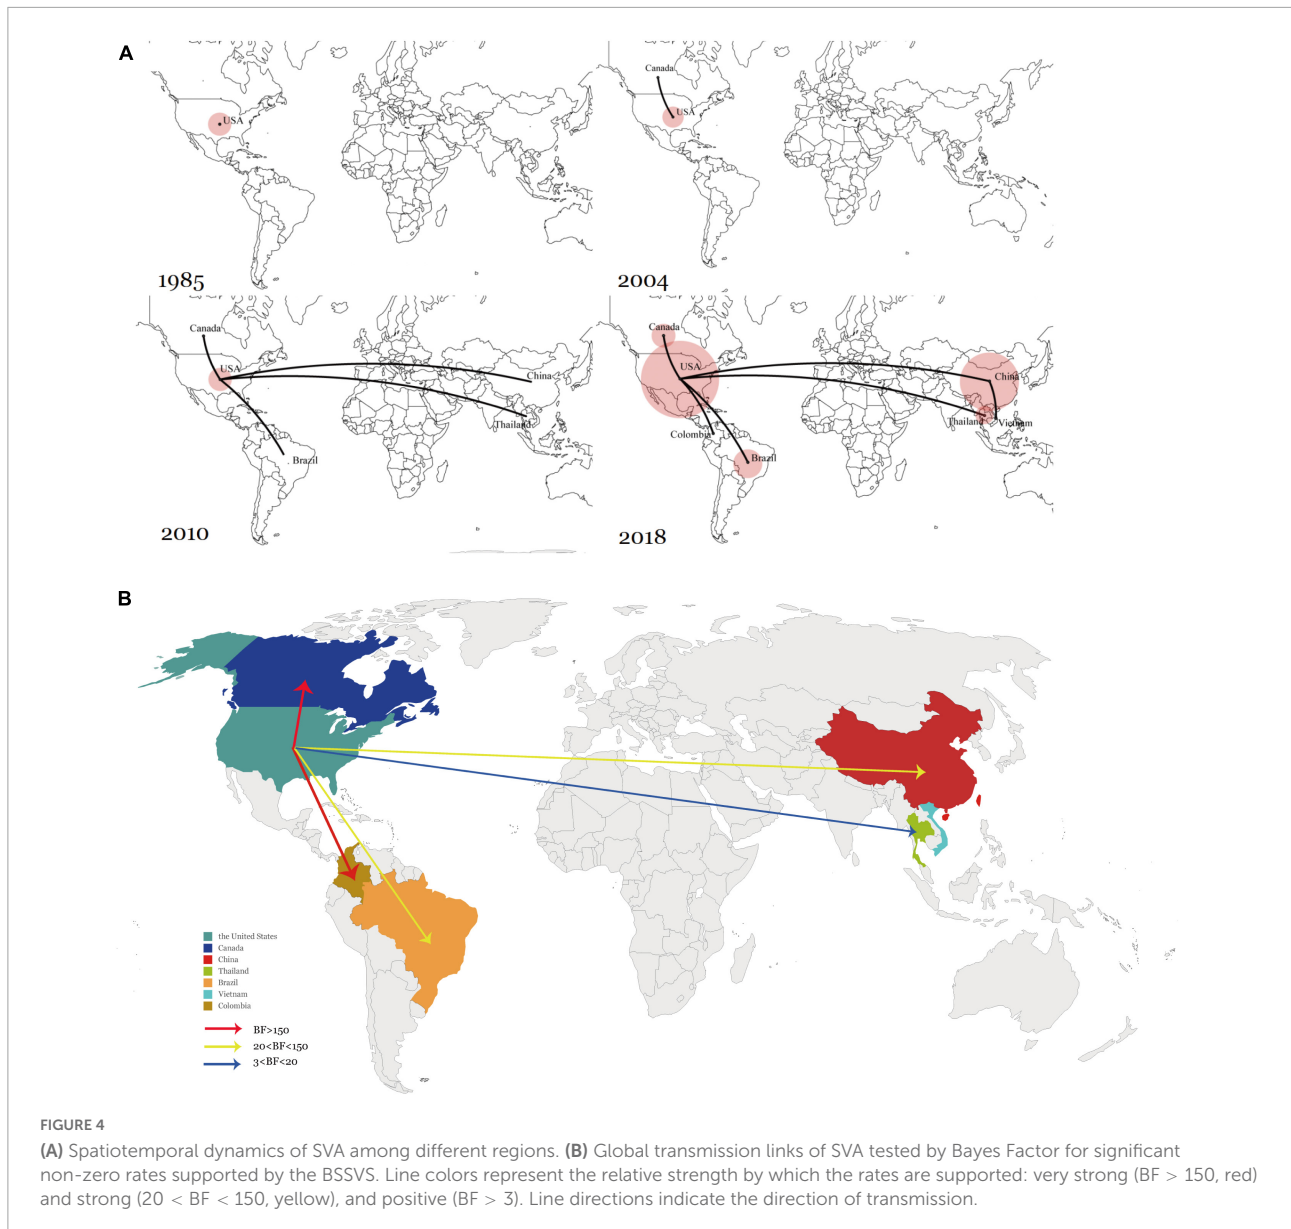 A
USA
1985
Canada
USA
2004
Canada
USA
China
Thailand
Brazil
2010
Canada
USA
China
Colombia
Thailand
Vietnam
Brazil
2018
B
the United States
Canada
China
Thailand
Brazil
Vietnam
Colombia
BF>150
20<BF<150
3<BF<20
FIGURE 4
(A) Spatiotemporal dynamics of SVA among different regions. (B) Global transmission links of SVA tested by Bayes Factor for significant
non-zero rates supported by the BSSVS. Line colors represent the relative strength by which the rates are supported: very strong (BF > 150, red)
and strong (20 < BF < 150, yellow), and positive (BF > 3). Line directions indicate the direction of transmission.